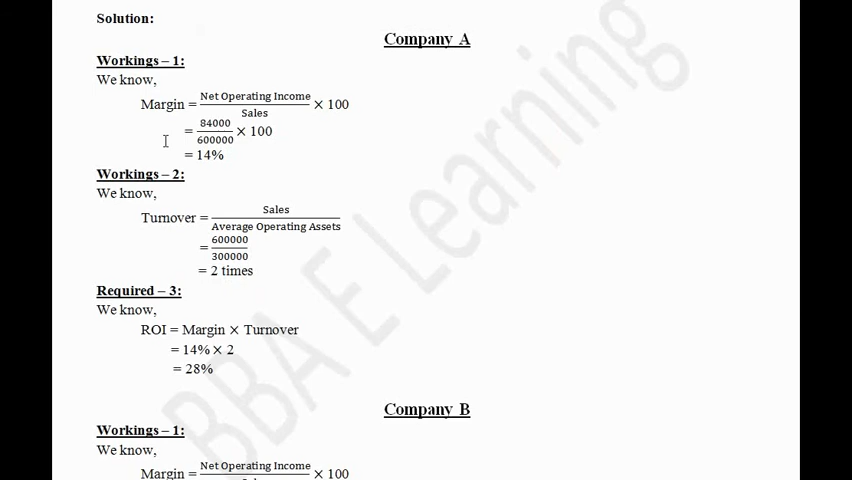 Solution:
Company A
Workings – 1:
We know,
Margin = Net Operating Income / Sales × 100
= 84000 / 600000 × 100
= 14%
Workings – 2:
We know,
Turnover = Sales / Average Operating Assets
= 600000 / 300000
= 2 times
Required – 3:
We know,
ROI = Margin × Turnover
= 14% × 2
= 28%
Company B
Workings – 1:
We know,
Margin = Net Operating Income × 100
BBA E Learning